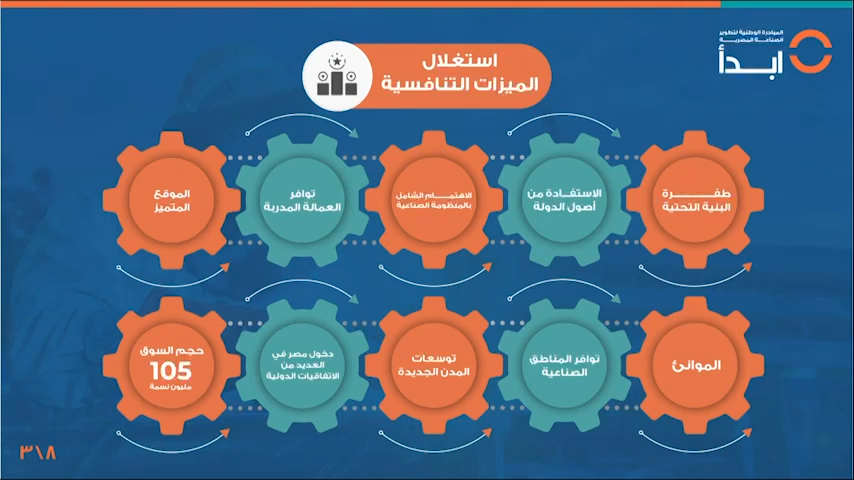 المبادرة الوطنية لتطوير
الصناعة المصرية
ابدأ
استغلال
الميزات التنافسية
طفرة
البنية التحتية
الاستفادة من
أصول الدولة
الاهتمام الشامل
بالمنظومة الصناعية
توافر
العمالة المدربة
الموقع
المتميز
الموانئ
توافر المناطق
الصناعية
توسعات
المدن الجديدة
دخول مصر في
العديد من
الاتفاقيات الدولية
حجم السوق
105
مليون نسمة
٣١٨